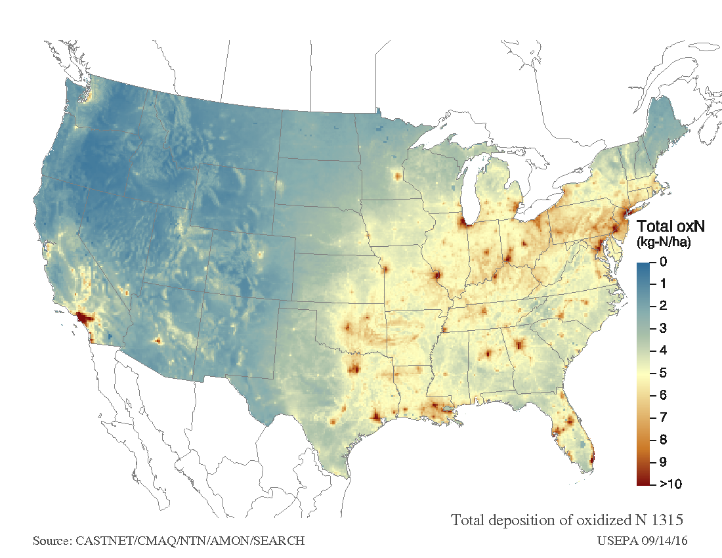 Total oxN
(kg-N/ha)
0
1
2
3
4
5
6
7
8
9
>10
Total deposition of oxidized N 1315
Source: CASTNET/CMAQ/NTN/AMON/SEARCH
USEPA 09/14/16